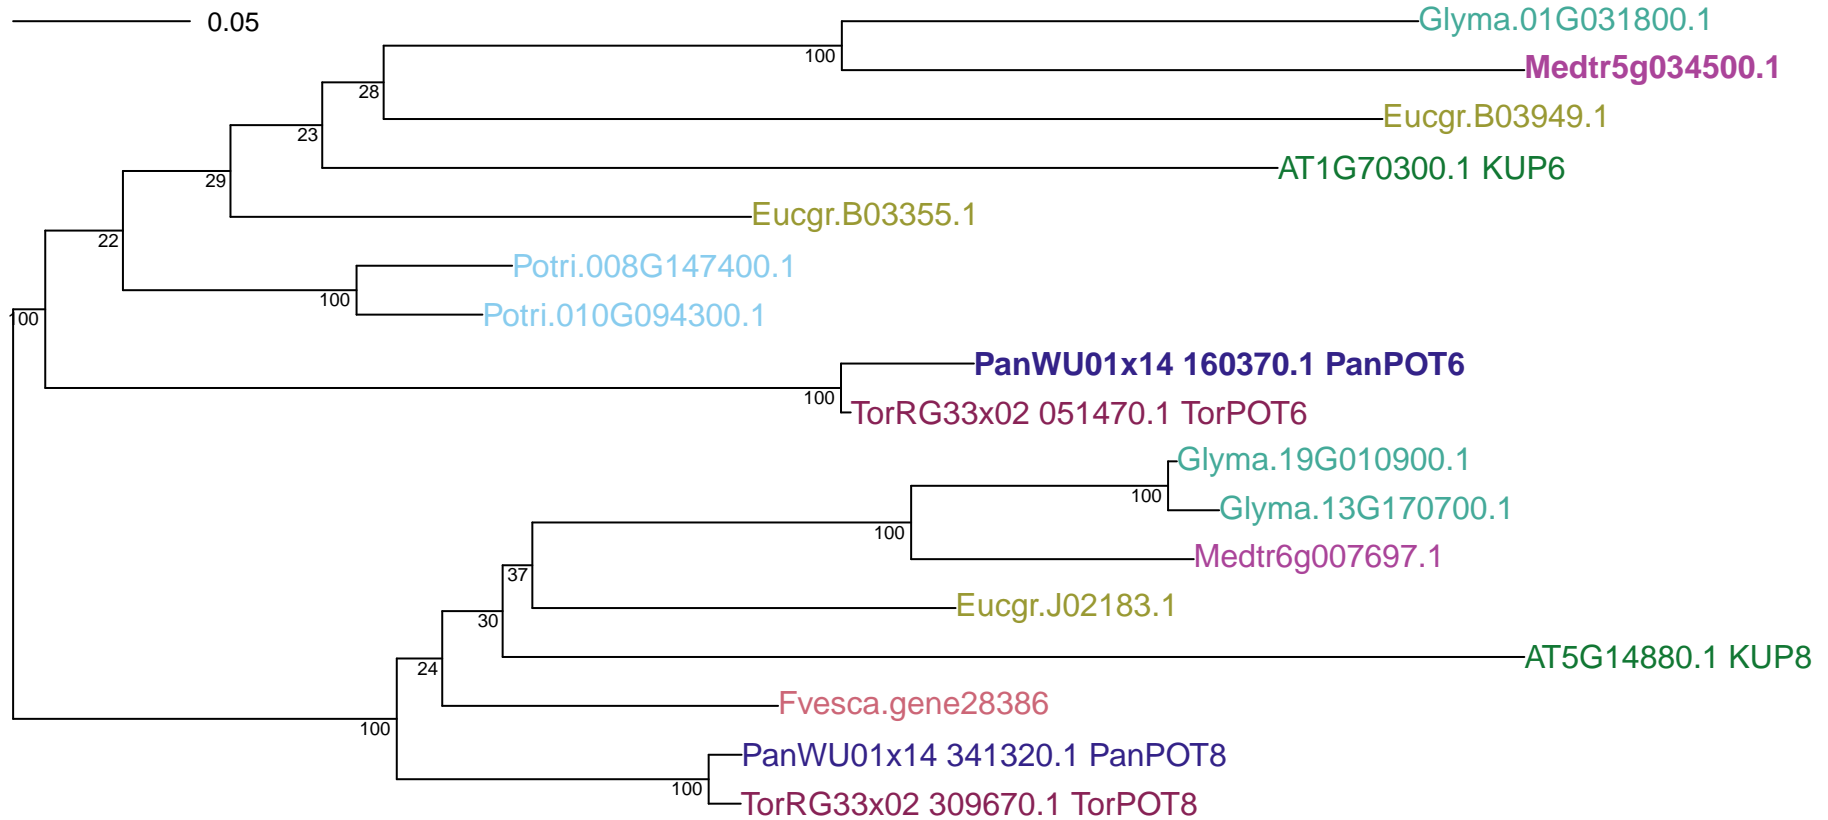 0.05
Glyma.01G031800.1
100
Medtr5g034500.1
28
Eucgr.B03949.1
23
AT1G70300.1 KUP6
29
Eucgr.B03355.1
22
Potri.008G147400.1
100
Potri.010G094300.1
100
PanWU01x14 160370.1 PanPOT6
100
TorRG33x02 051470.1 TorPOT6
Glyma.19G010900.1
100
Glyma.13G170700.1
100
Medtr6g007697.1
37
Eucgr.J02183.1
30
AT5G14880.1 KUP8
24
Fvesca.gene28386
100
PanWU01x14 341320.1 PanPOT8
100
TorRG33x02 309670.1 TorPOT8